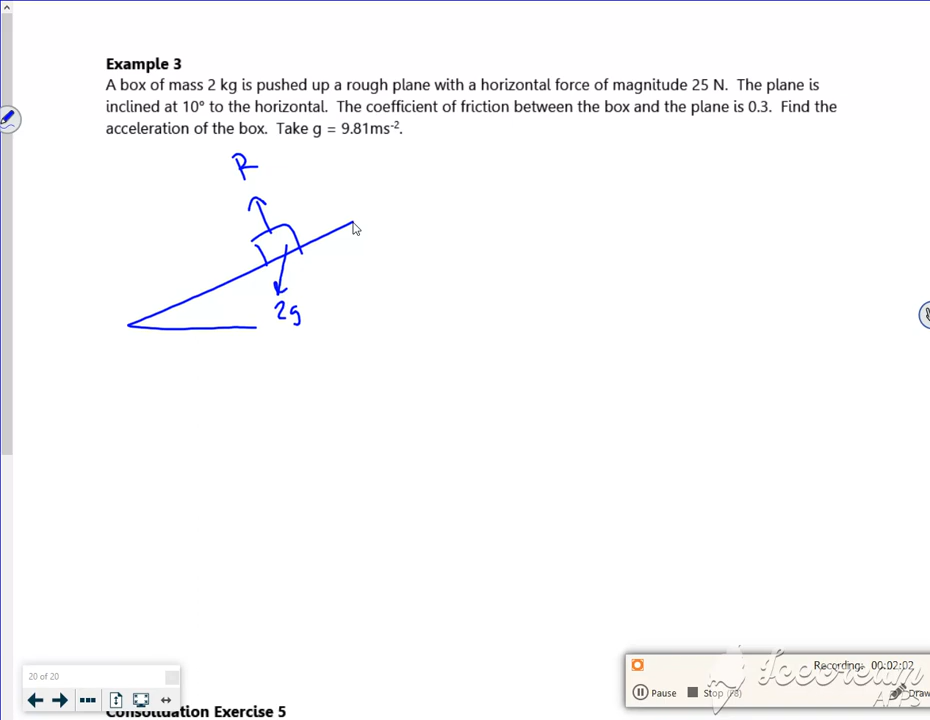 Example 3
A box of mass 2 kg is pushed up a rough plane with a horizontal force of magnitude 25 N. The plane is
inclined at 10° to the horizontal. The coefficient of friction between the box and the plane is 0.3. Find the
acceleration of the box. Take g = 9.81ms⁻².
R
2g
20 of 20
Recording: 00:02:02
Pause
Stop (F8)
Draw
Icecream
APPS
Consolidation Exercise 5